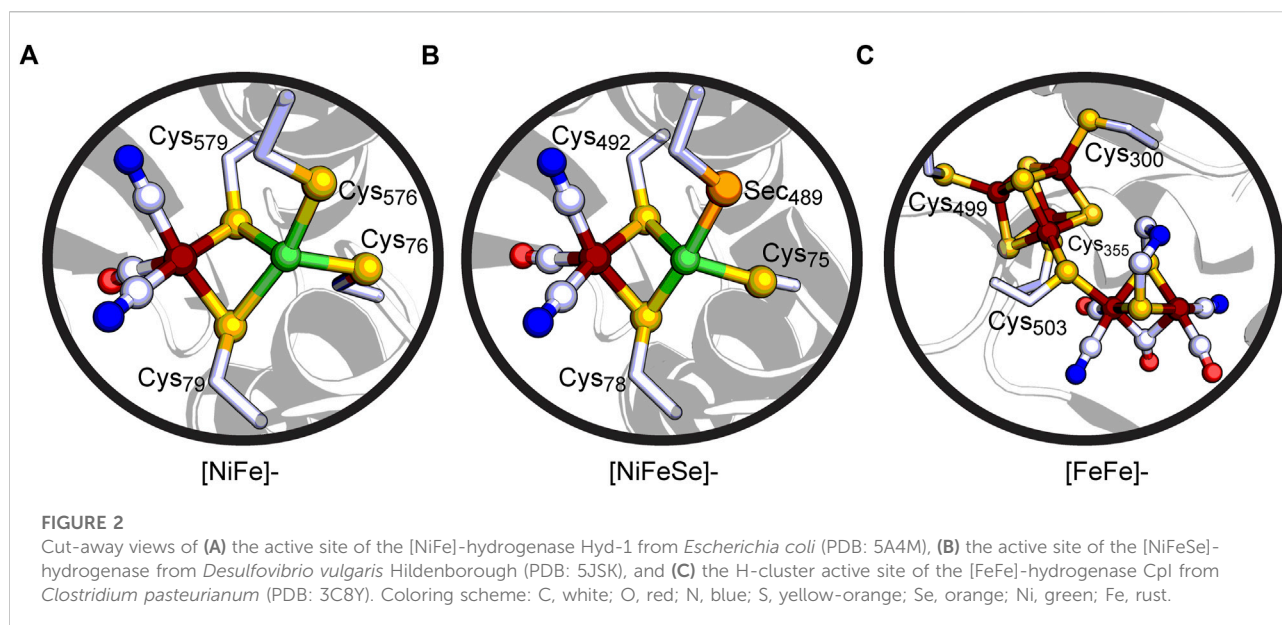 A
B
C
Cys579
Cys576
Cys76
Cys79
[NiFe]-
Cys492
Sec489
Cys75
Cys78
[NiFeSe]-
Cys300
Cys499
Cys355
Cys503
[FeFe]-
FIGURE 2
Cut-away views of (A) the active site of the [NiFe]-hydrogenase Hyd-1 from Escherichia coli (PDB: 5A4M), (B) the active site of the [NiFeSe]-
hydrogenase from Desulfovibrio vulgaris Hildenborough (PDB: 5JSK), and (C) the H-cluster active site of the [FeFe]-hydrogenase CpI from
Clostridium pasteurianum (PDB: 3C8Y). Coloring scheme: C, white; O, red; N, blue; S, yellow-orange; Se, orange; Ni, green; Fe, rust.